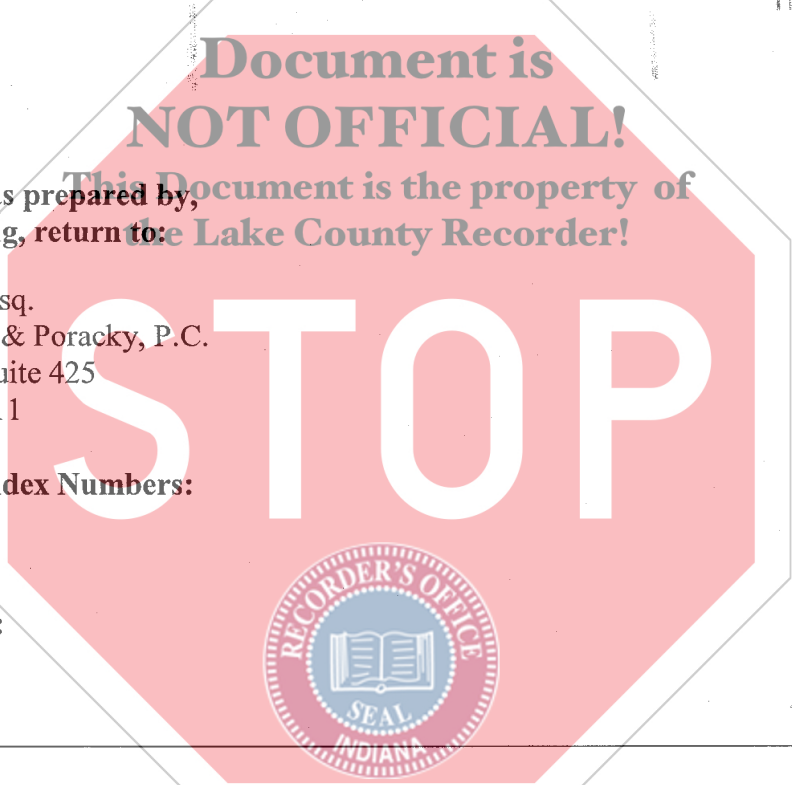 Document is
NOT OFFICIAL!
This Document is the property of
the Lake County Recorder!
s prepared by,
g, return to:
sq.
& Poracky, P.C.
uite 425
1
dex Numbers:
:
STOP
RECORDER'S OFFICE
SEAL
INDIANA